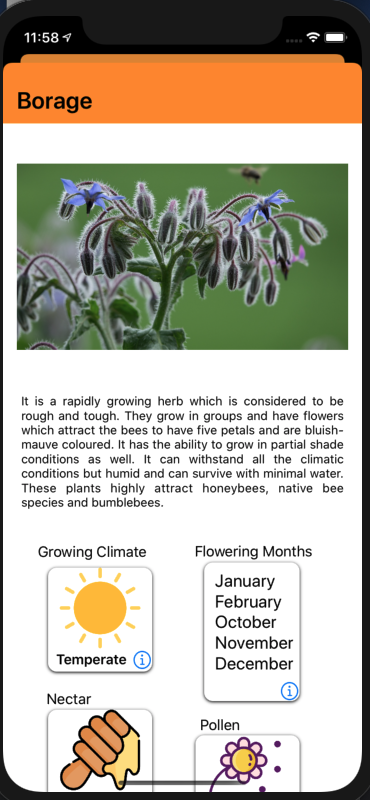 11:58
Borage
It is a rapidly growing herb which is considered to be
rough and tough. They grow in groups and have flowers
which attract the bees to have five petals and are bluish-
mauve coloured. It has the ability to grow in partial shade
conditions as well. It can withstand all the climatic
conditions but humid and can survive with minimal water.
These plants highly attract honeybees, native bee
species and bumblebees.
Growing Climate
Temperate
Flowering Months
January
February
October
November
December
Nectar
Pollen